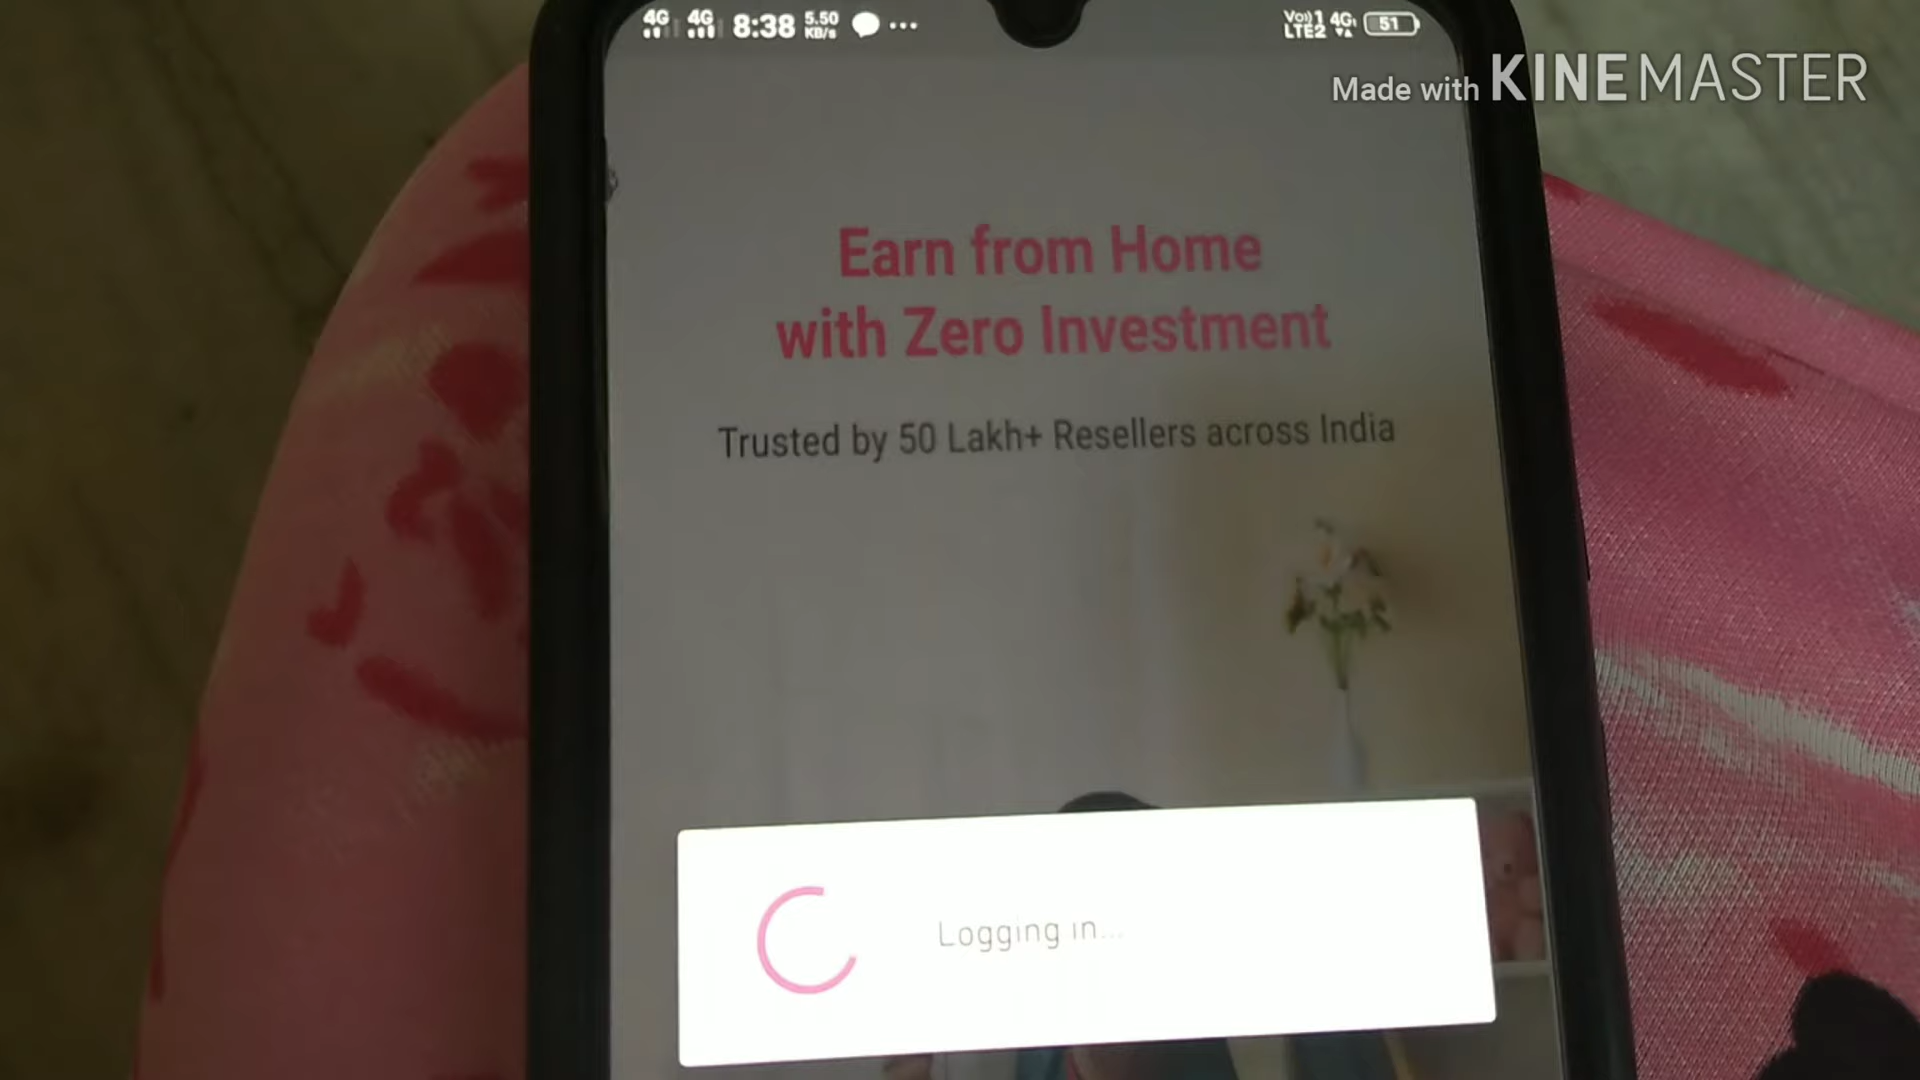 4G 4G 8:38 5.50 KB/s ... Vo) 1 LTE2 4G 51
Made with KINEMASTER
Earn from Home
with Zero Investment
Trusted by 50 Lakh+ Resellers across India
Logging in...